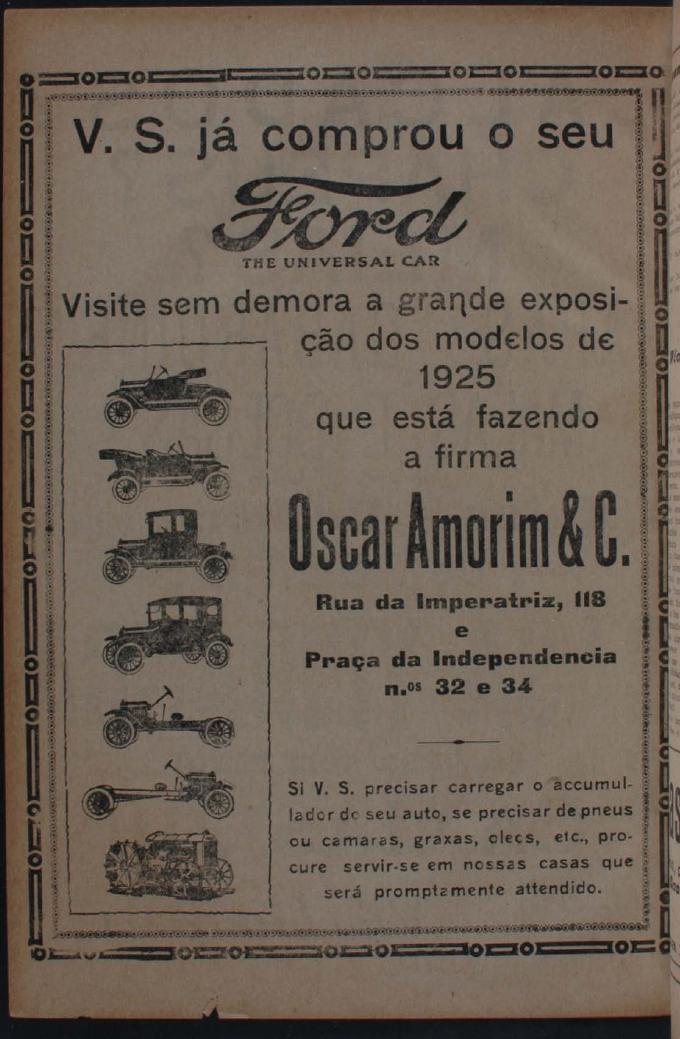 V. S. já comprou o seu
Ford
THE UNIVERSAL CAR
Visite sem demora a grande exposi-
ção dos modelos de
1925
que está fazendo
a firma
Oscar Amorim & C.
Rua da Imperatriz, 118
e
Praça da Independencia
n.os 32 e 34
Si V. S. precisar carregar o accumul-
lador do seu auto, se precisar de pneus
ou camaras, graxas, oleos, etc., pro-
cure servir-se em nossas casas que
será promptamente attendido.